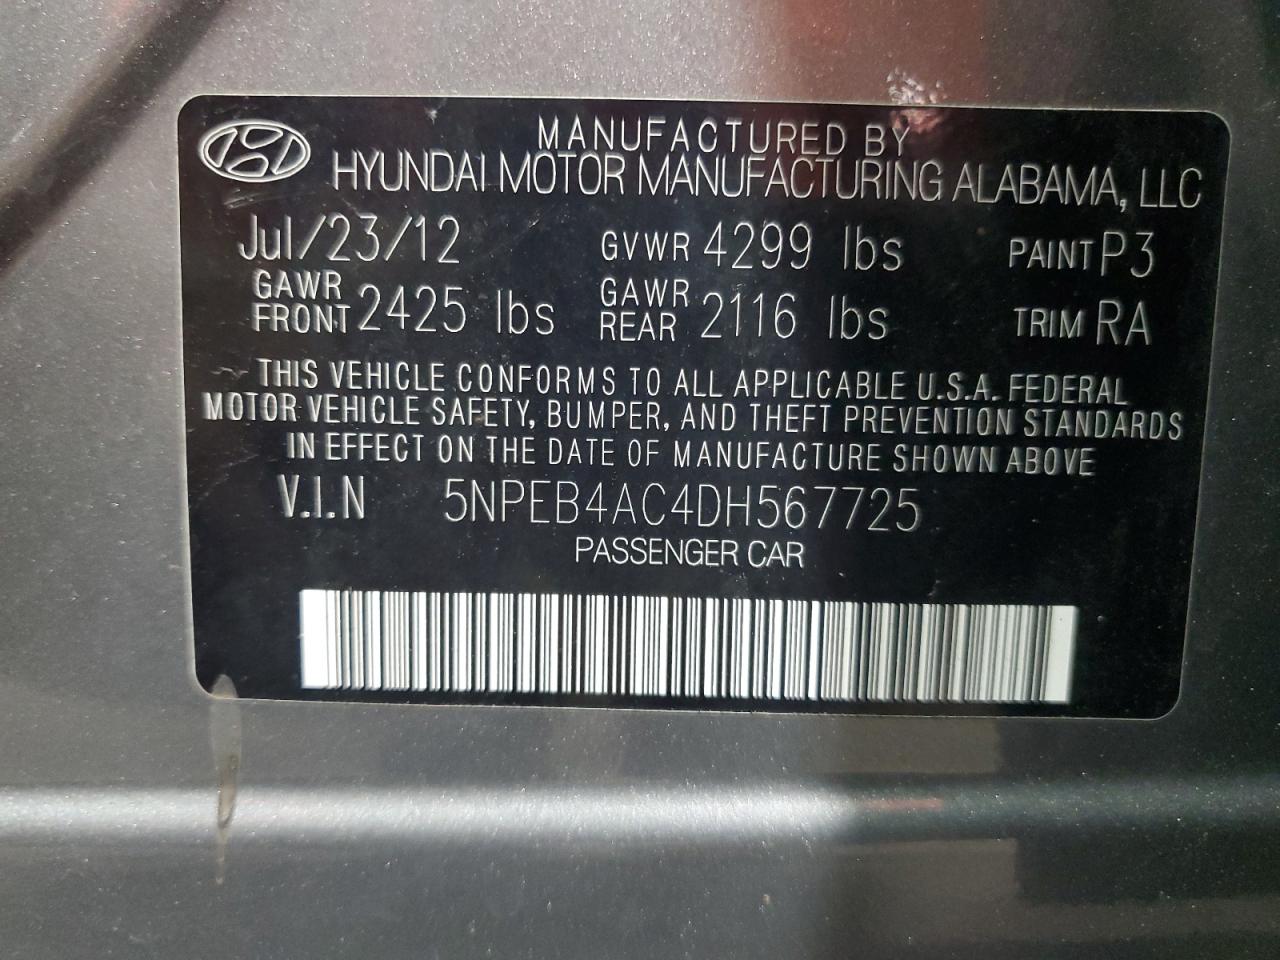 MANUFACTURED BY
HYUNDAI MOTOR MANUFACTURING ALABAMA, LLC
Jul/23/12 GVWR 4299 lbs PAINT P3
GAWR FRONT 2425 lbs GAWR REAR 2116 lbs TRIM RA
THIS VEHICLE CONFORMS TO ALL APPLICABLE U.S.A. FEDERAL
MOTOR VEHICLE SAFETY, BUMPER, AND THEFT PREVENTION STANDARDS
IN EFFECT ON THE DATE OF MANUFACTURE SHOWN ABOVE
V.I.N 5NPEB4AC4DH567725
PASSENGER CAR